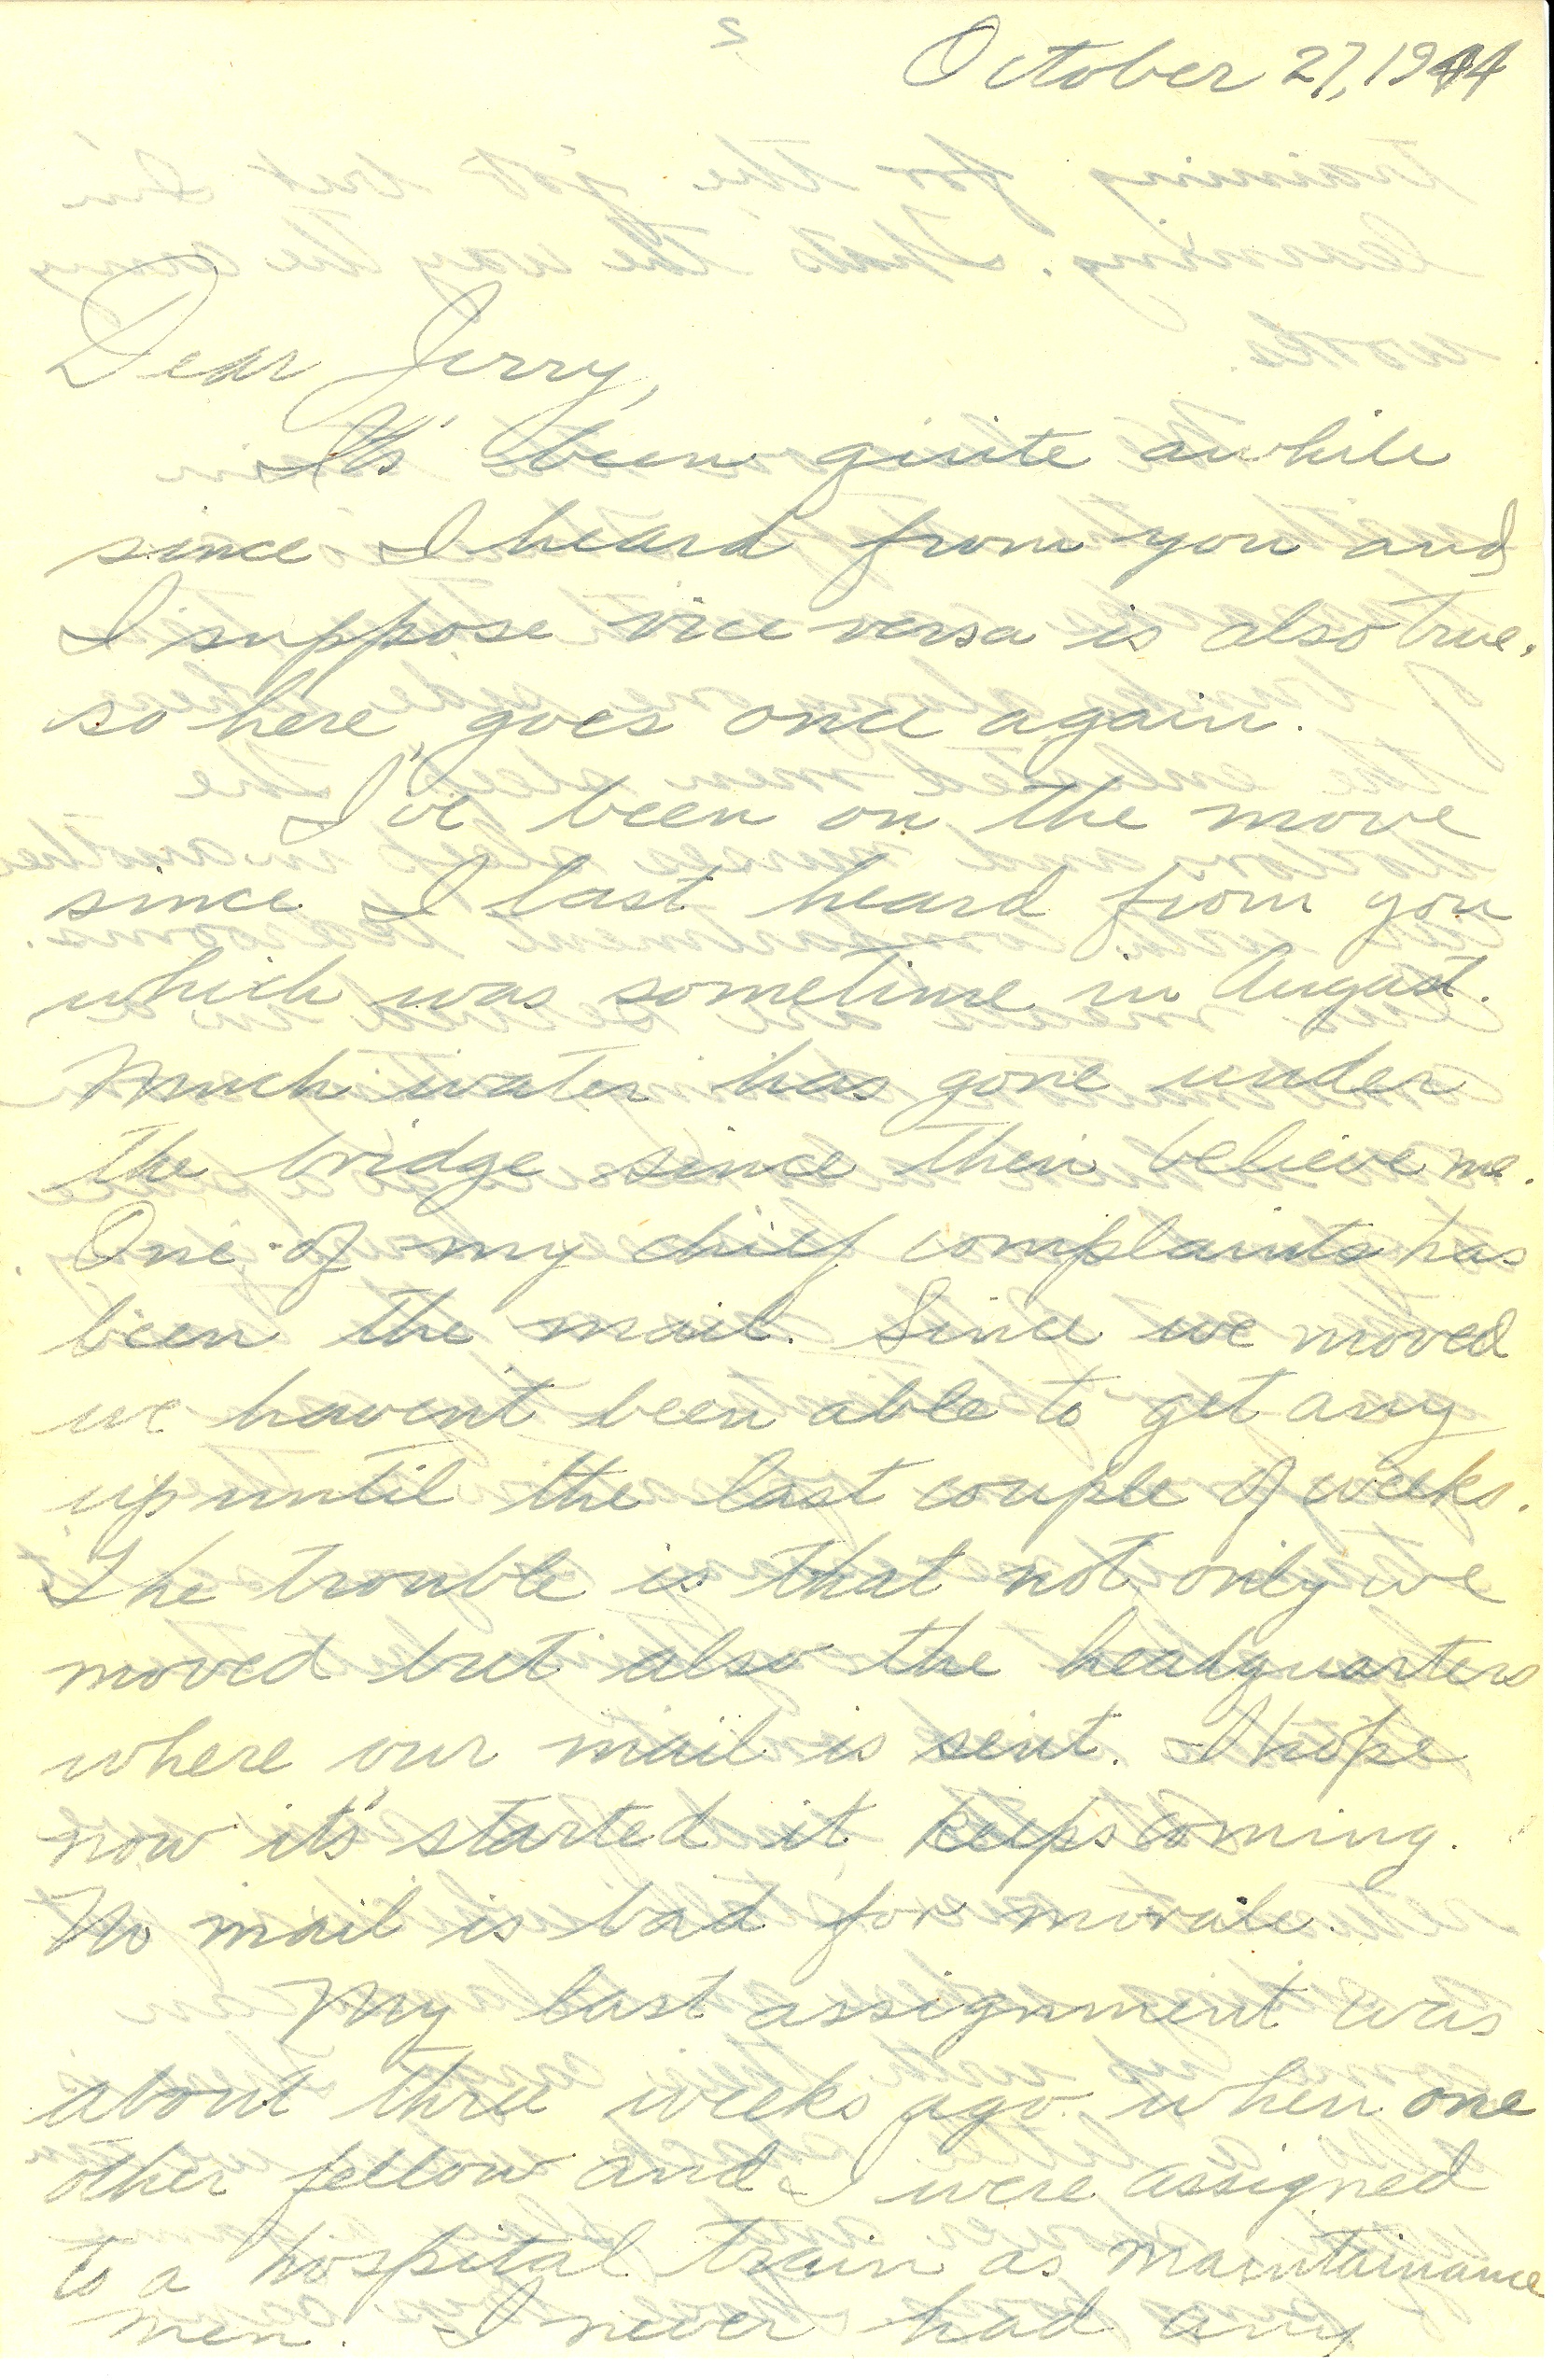 October 27, 1944
Dear Jerry,
It's been quite awhile
since I heard from you and
I suppose vice versa is also true,
so here goes once again.
I've been on the move
since I last heard from you
which was sometime in August.
Much water has gone under
the bridge since then believe me.
One of my chief complaints has
been the mail. Since we moved
we havent been able to get any
up until the last couple of weeks.
The trouble is that not only we
moved but also the headquarters
where our mail is sent. I hope
now it's started it keeps coming.
No mail is bad for morale.
My last assignment was
about three weeks ago when one
other fellow and I were assigned
to a hospital train as maintainance
men. I never had any